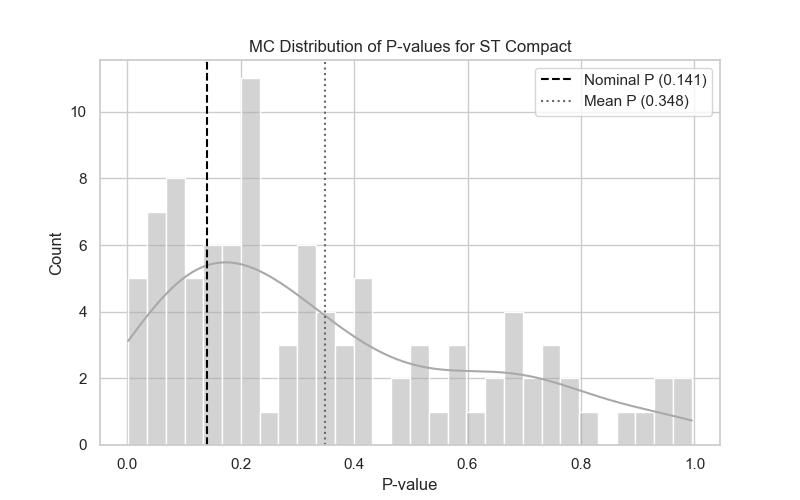 MC Distribution of P-values for ST Compact
Nominal P (0.141)
Mean P (0.348)
Count
10
8
6
4
2
0
0.0 0.2 0.4 0.6 0.8 1.0
P-value